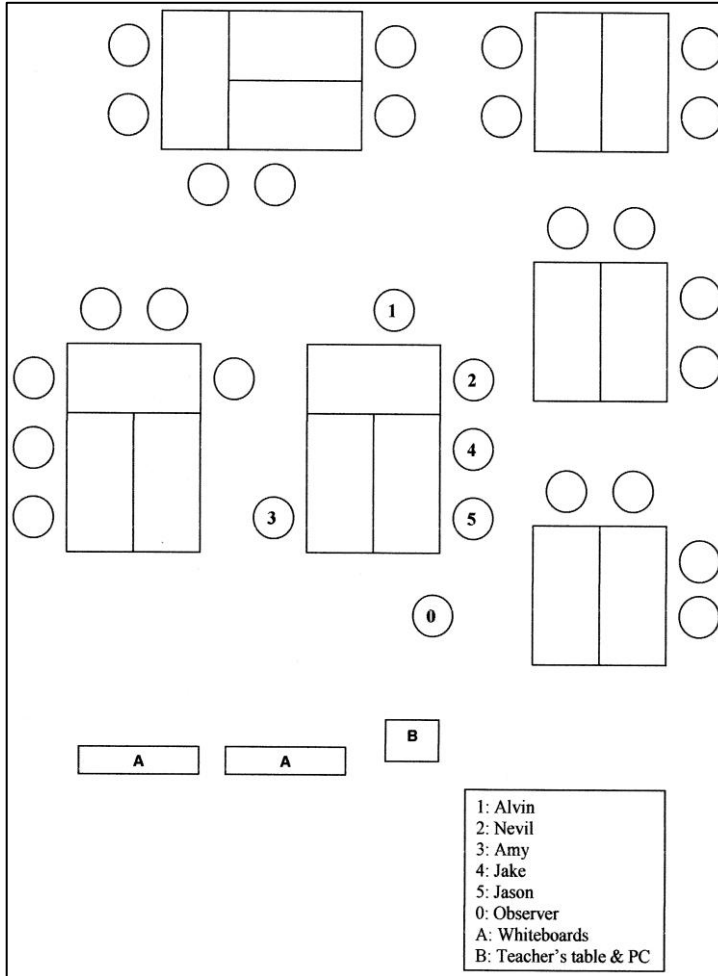 1
2
4
3
5
0
B
A A
1: Alvin
2: Nevil
3: Amy
4: Jake
5: Jason
0: Observer
A: Whiteboards
B: Teacher's table & PC